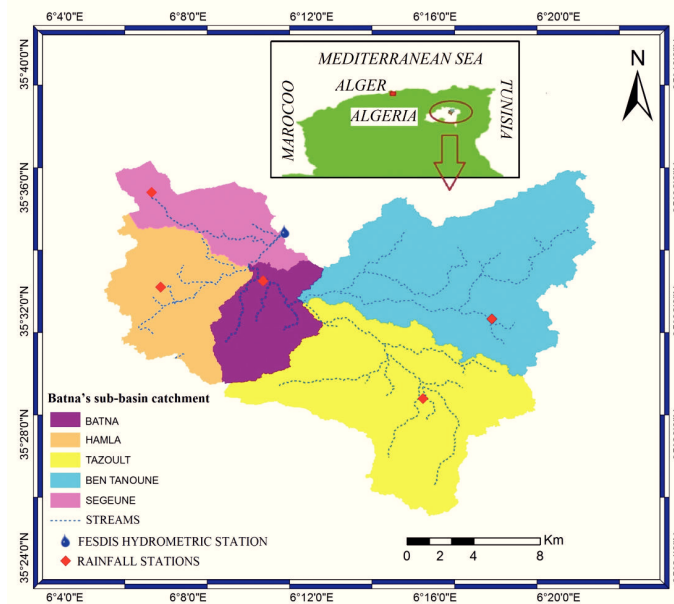 6°4'0"E 6°8'0"E 6°12'0"E 6°16'0"E 6°20'0"E
35°40'0"N
35°36'0"N
35°32'0"N
35°28'0"N
35°24'0"N
MEDITERRANEAN SEA
ALGER
ALGERIA
MAROCOO
TUNISIA
N
Batna's sub-basin catchment
BATNA
HAMLA
TAZOULT
BEN TANOUNE
SEGEUNE
STREAMS
FESDIS HYDROMETRIC STATION
RAINFALL STATIONS
0 2 4 8 Km
6°4'0"E 6°8'0"E 6°12'0"E 6°16'0"E 6°20'0"E